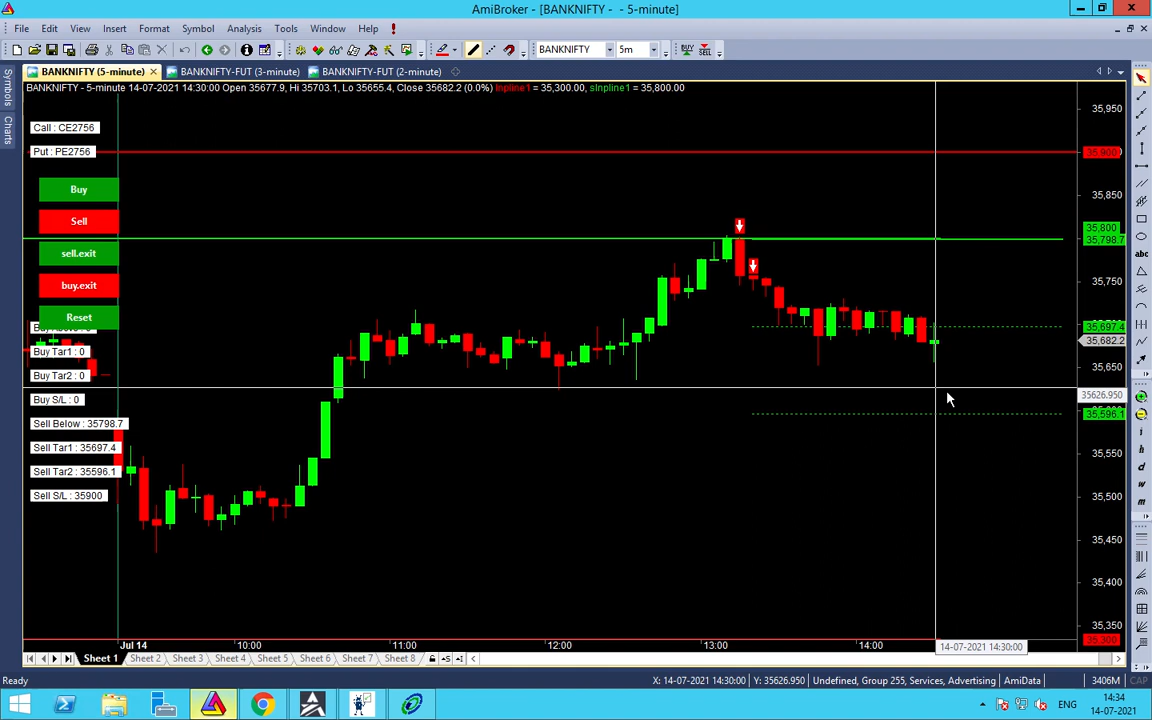 AmiBroker - [BANKNIFTY - - 5-minute]
File Edit View Insert Format Symbol Analysis Tools Window Help
BANKNIFTY 5m BUY SELL
BANKNIFTY (5-minute) BANKNIFTY-FUT (3-minute) BANKNIFTY-FUT (2-minute)
Symbols
Charts
BANKNIFTY - 5-minute 14-07-2021 14:30:00 Open 35677.9, Hi 35703.1, Lo 35655.4, Close 35682.2 (0.0%) Inpline1 = 35,300.00, sInpline1 = 35,800.00
Call : CE2756
Put : PE2756
Buy
Sell
sell.exit
buy.exit
Reset
Buy Tar1 : 0
Buy Tar2 : 0
Buy S/L : 0
Sell Below : 35798.7
Sell Tar1 : 35697.4
Sell Tar2 : 35596.1
Sell S/L : 35900
35,950
35,900
35,850
35,800
35,798.7
35,750
35,697.4
35,682.2
35,650
35626.950
35,596.1
35,550
35,500
35,450
35,400
35,350
35,300
abc
i
h
d
w
m
Jul 14 10:00 11:00 12:00 13:00 14:00
14-07-2021 14:30:00
Sheet 1 Sheet 2 Sheet 3 Sheet 4 Sheet 5 Sheet 6 Sheet 7 Sheet 8
Ready X: 14-07-2021 14:30:00 Y: 35626.950 Undefined, Group 255, Services, Advertising AmiData 3406M CAP
ENG
14:34
14-07-2021